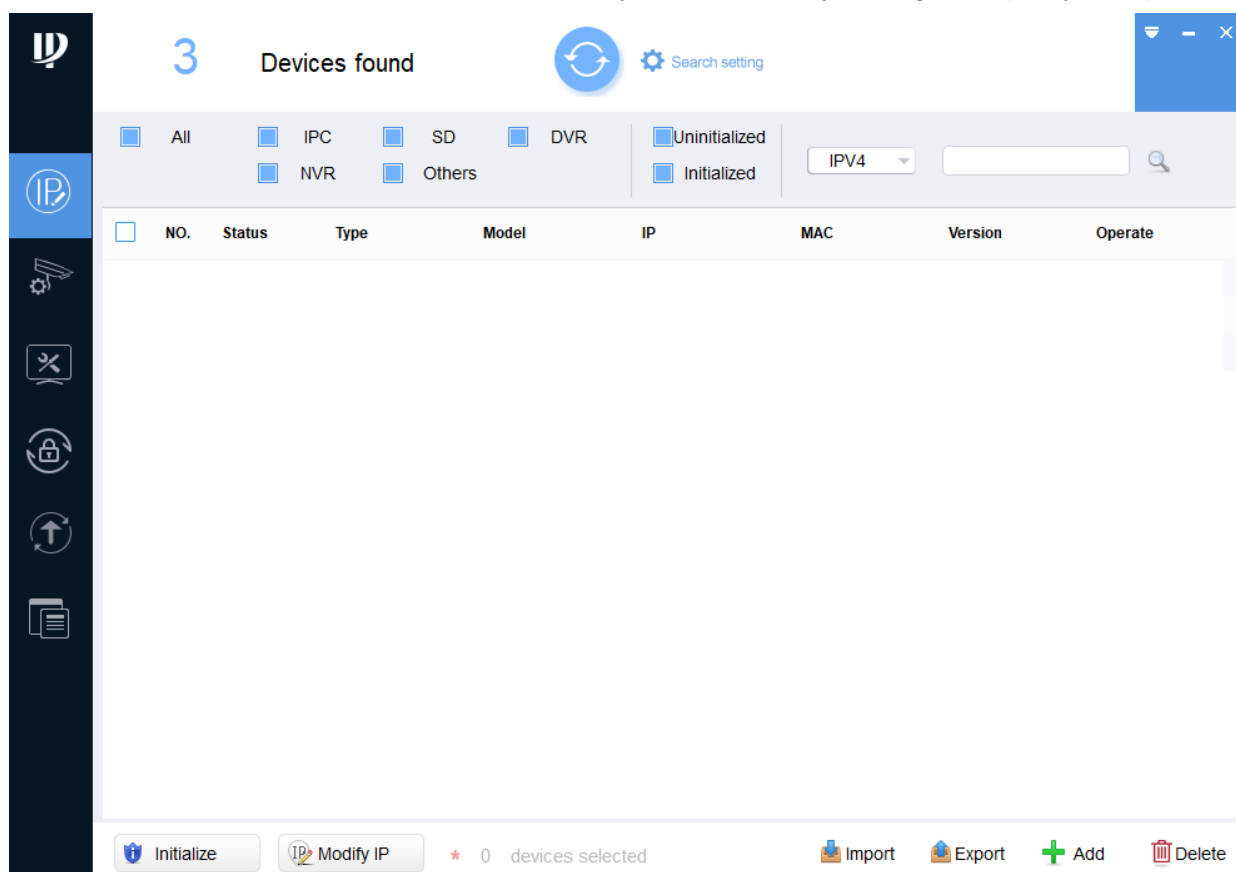 3 Devices found Search setting
All IPC SD DVR Uninitialized
NVR Others Initialized
IPV4
NO. Status Type Model IP MAC Version Operate
Initialize Modify IP * 0 devices selected Import Export Add Delete